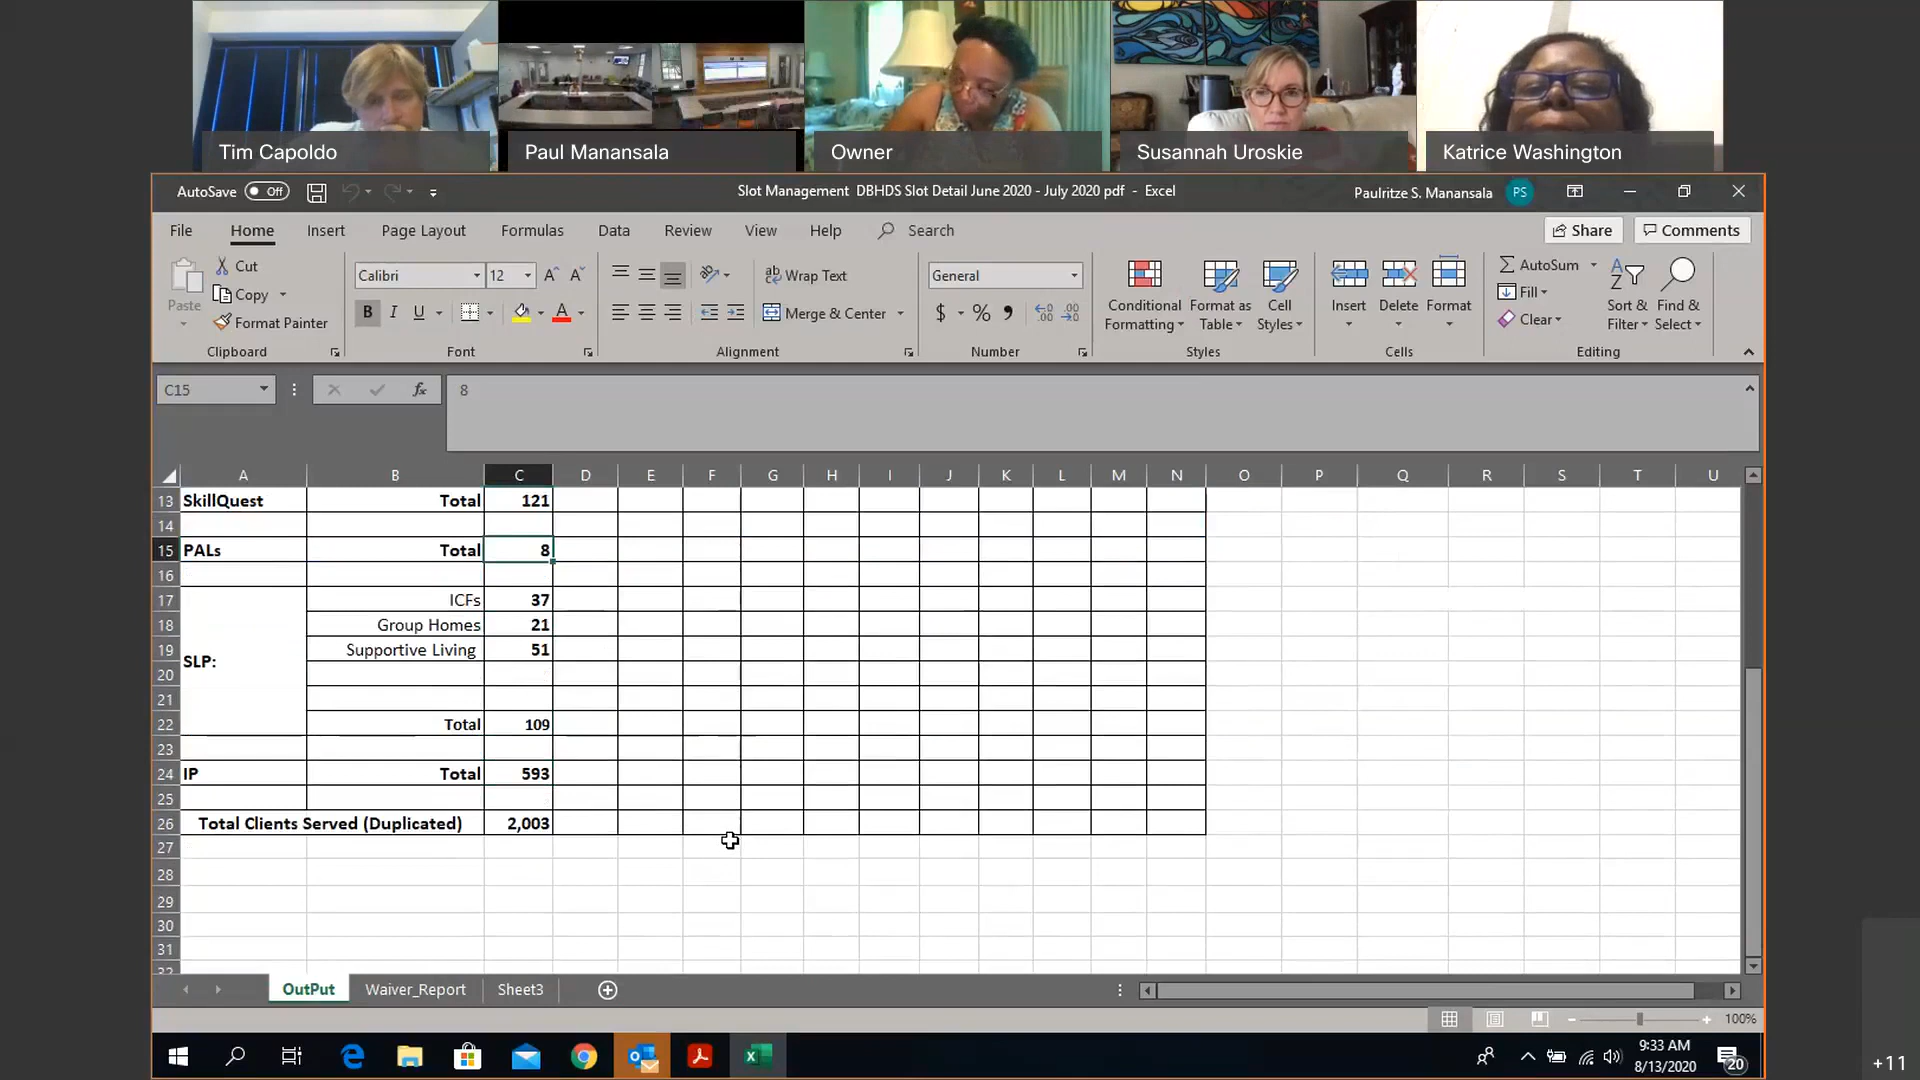 Tim Capoldo
Paul Manansala
Owner
Susannah Uroskie
Katrice Washington
AutoSave Off
Slot Management DBHDS Slot Detail June 2020 - July 2020 pdf - Excel
Paulritze S. Manansala PS
File Home Insert Page Layout Formulas Data Review View Help Search Share Comments
Paste
Cut
Copy
Format Painter
Clipboard
Calibri 12
B I U
Font
ab Wrap Text
Merge & Center
Alignment
General
$ % ,
Number
Conditional Formatting
Format as Table
Cell Styles
Styles
Insert Delete Format
Cells
AutoSum
Fill
Clear
Sort & Filter
Find & Select
Editing
C15 fx 8
A B C D E F G H I J K L M N O P Q R S T U
13 SkillQuest Total 121
14
15 PALs Total 8
16
17 ICFs 37
18 Group Homes 21
19 Supportive Living 51
SLP:
20
21
22 Total 109
23
24 IP Total 593
25
26 Total Clients Served (Duplicated) 2,003
27
28
29
30
31
32
OutPut Waiver_Report Sheet3
100%
9:33 AM
8/13/2020
20
+11